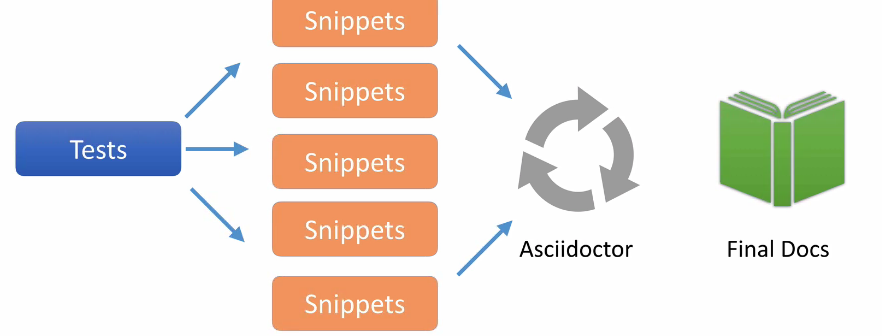 Snippets
Snippets
Tests
Snippets
Snippets
Asciidoctor
Final Docs
Snippets